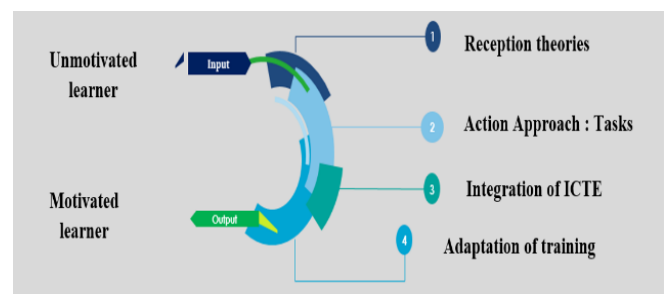 Unmotivated
learner
Input
1
Reception theories
2
Action Approach : Tasks
3
Integration of ICTE
Motivated
learner
Output
4
Adaptation of training